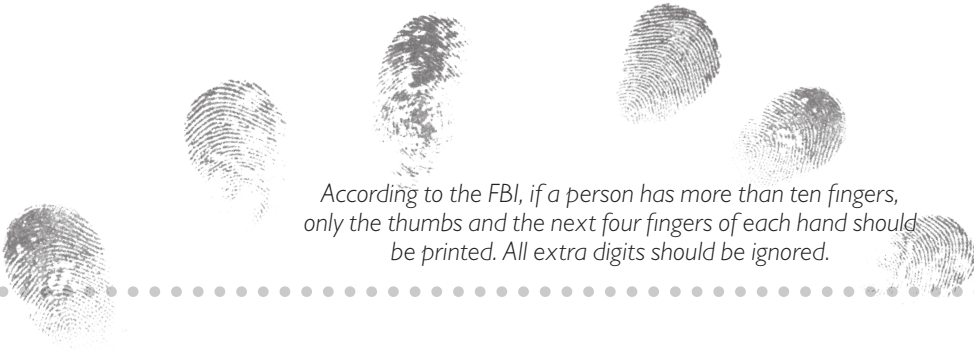 According to the FBI, if a person has more than ten fingers,
only the thumbs and the next four fingers of each hand should
be printed. All extra digits should be ignored.